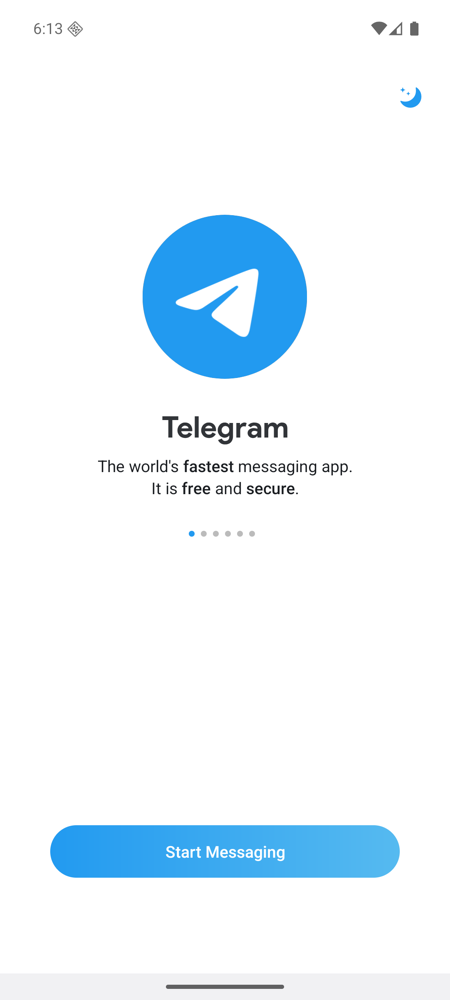 6:13
Telegram
The world's fastest messaging app.
It is free and secure.
Start Messaging